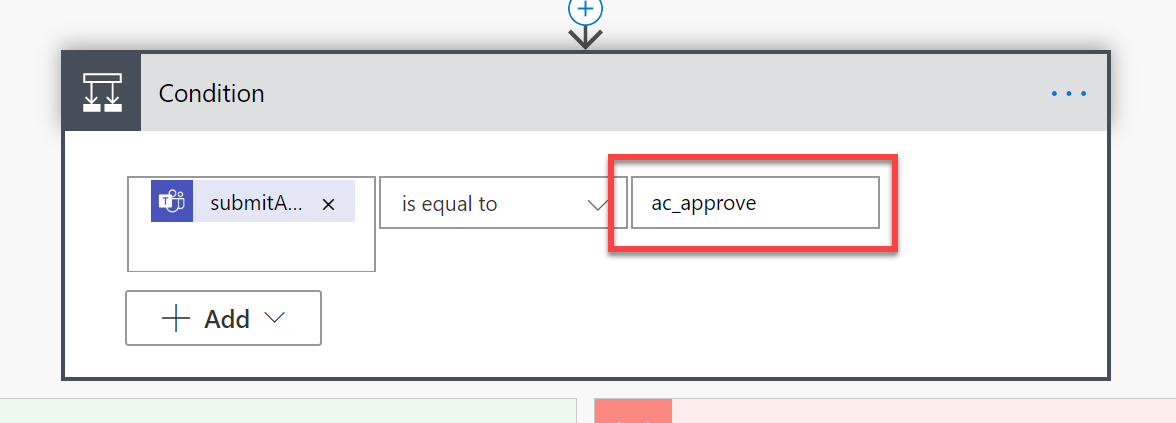 Condition
submitA... ×
is equal to
ac_approve
Add